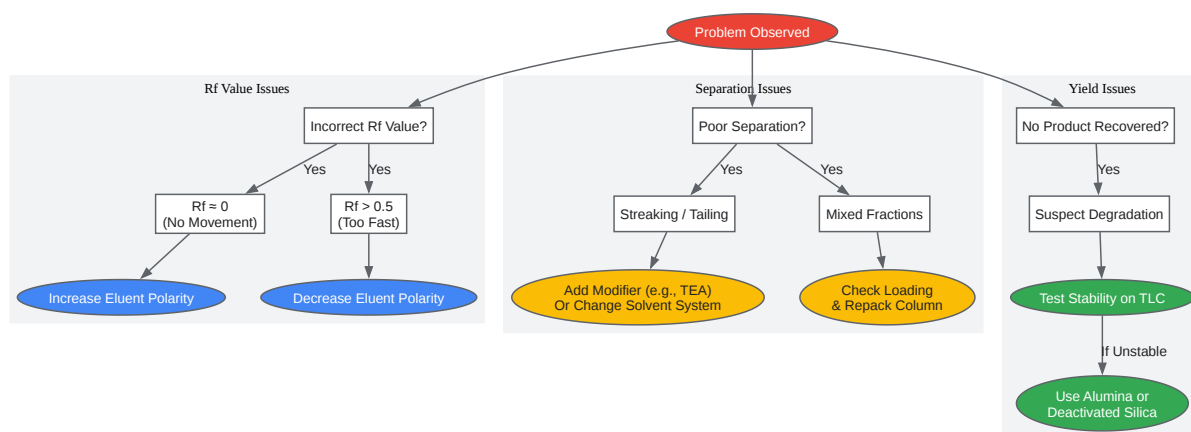 Problem Observed
Rf Value Issues
Separation Issues
Yield Issues
Incorrect Rf Value?
Poor Separation?
No Product Recovered?
Yes
Yes
Yes
Yes
Yes
Rf ≈ 0
(No Movement)
Rf > 0.5
(Too Fast)
Streaking / Tailing
Mixed Fractions
Suspect Degradation
Increase Eluent Polarity
Decrease Eluent Polarity
Add Modifier (e.g., TEA)
Or Change Solvent System
Check Loading
& Repack Column
Test Stability on TLC
If Unstable
Use Alumina or
Deactivated Silica